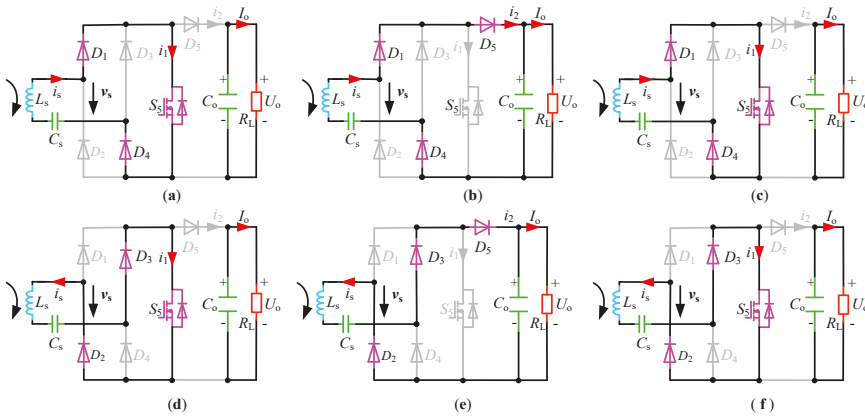 D1 D3 D5 i2 Io
i1
is vs
Ls S5 Co Uo
Cs RL
D2 D4
+ - + -
(a)
D1 D3 D5 i2 Io
i1
is vs
Ls S5 Co Uo
Cs RL
D2 D4
+ - + -
(b)
D1 D3 D5 i2 Io
i1
is vs
Ls S5 Co Uo
Cs RL
D2 D4
+ - + -
(c)
D1 D3 D5 i2 Io
i1
is vs
Ls S5 Co Uo
Cs RL
D2 D4
+ - + -
(d)
D1 D3 D5 i2 Io
i1
is vs
Ls S5 Co Uo
Cs RL
D2 D4
+ - + -
(e)
D1 D3 D5 i2 Io
i1
is vs
Ls S5 Co Uo
Cs RL
D2 D4
+ - + -
( f )